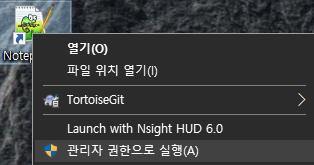 Notep
열기(O)
파일 위치 열기(I)
TortoiseGit
Launch with Nsight HUD 6.0
관리자 권한으로 실행(A)